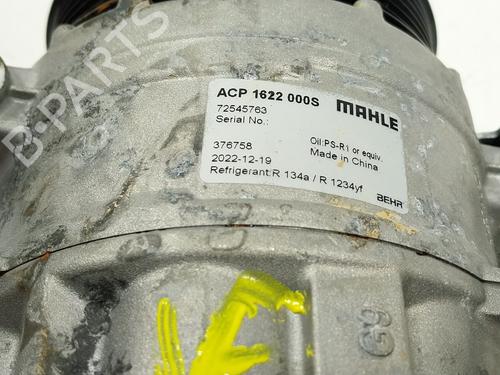 B-PARTS
ACP 1622 000S
MAHLE
72545763
Serial No.:
376758
Oil:PS-R1 or equiv.
2022-12-19
Made in China
Refrigerant:R 134a / R 1234yf
BEHR
G9